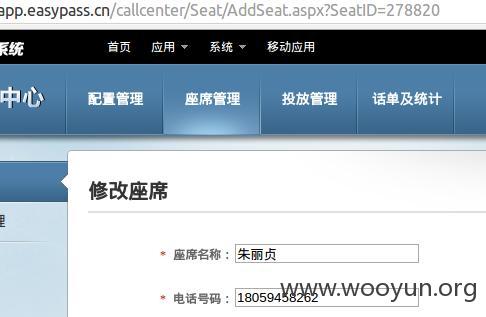 app.easypass.cn/callcenter/Seat/AddSeat.aspx?SeatID=278820
系统 首页 应用 系统 移动应用
中心 配置管理 座席管理 投放管理 话单及统计
修改座席
理
* 座席名称： 朱丽贞
www.wooyun.org
* 电话号码： 18059458262